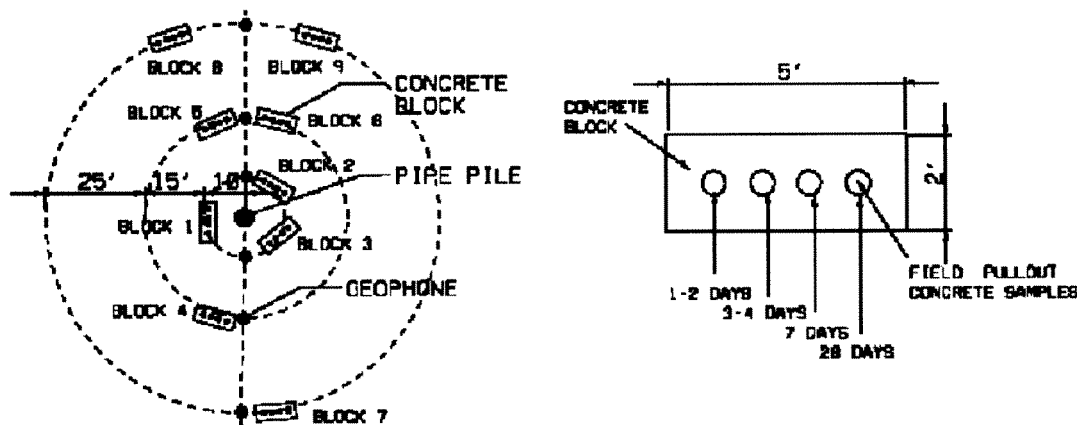 BLOCK 8
BLOCK 9
CONCRETE
BLOCK
BLOCK 5
BLOCK 6
BLOCK 2
25'
15'
10'
PIPE PILE
BLOCK 1
BLOCK 3
GEOPHONE
BLOCK 4
BLOCK 7
5'
CONCRETE
BLOCK
2'
1-2 DAYS
3-4 DAYS
7 DAYS
28 DAYS
FIELD PULLOUT
CONCRETE SAMPLES